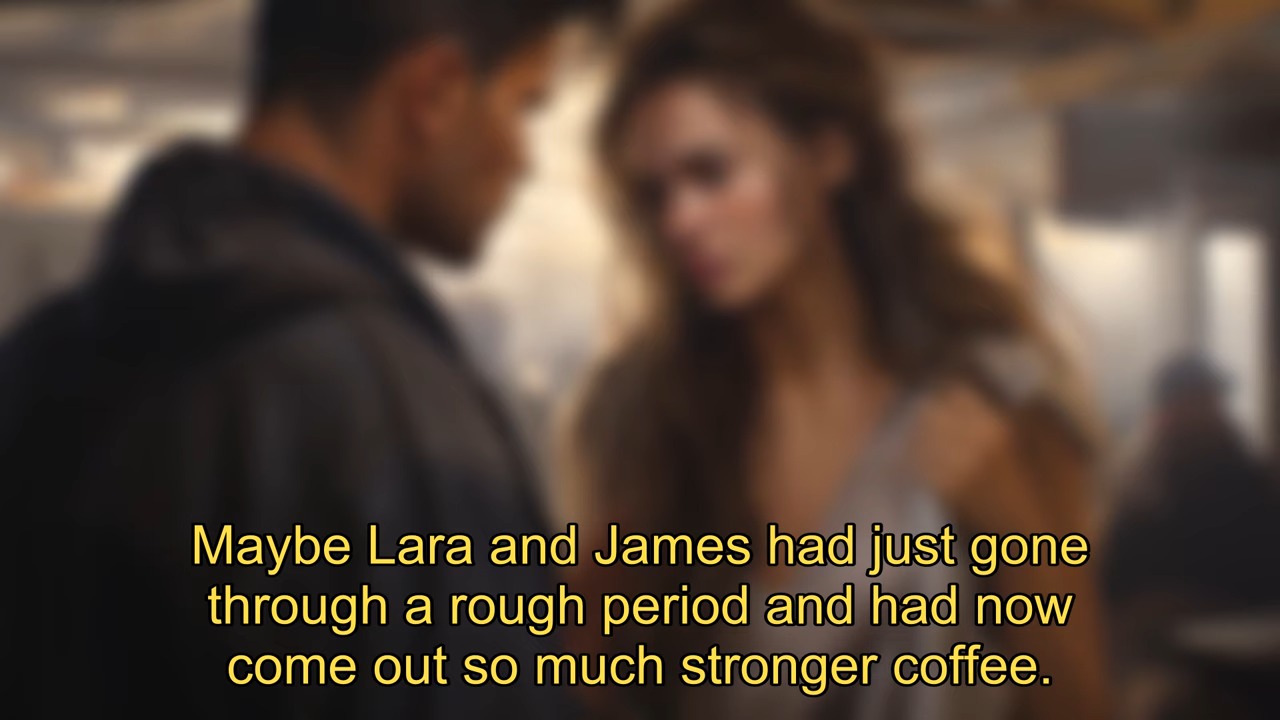 Maybe Lara and James had just gone
through a rough period and had now
come out so much stronger coffee.